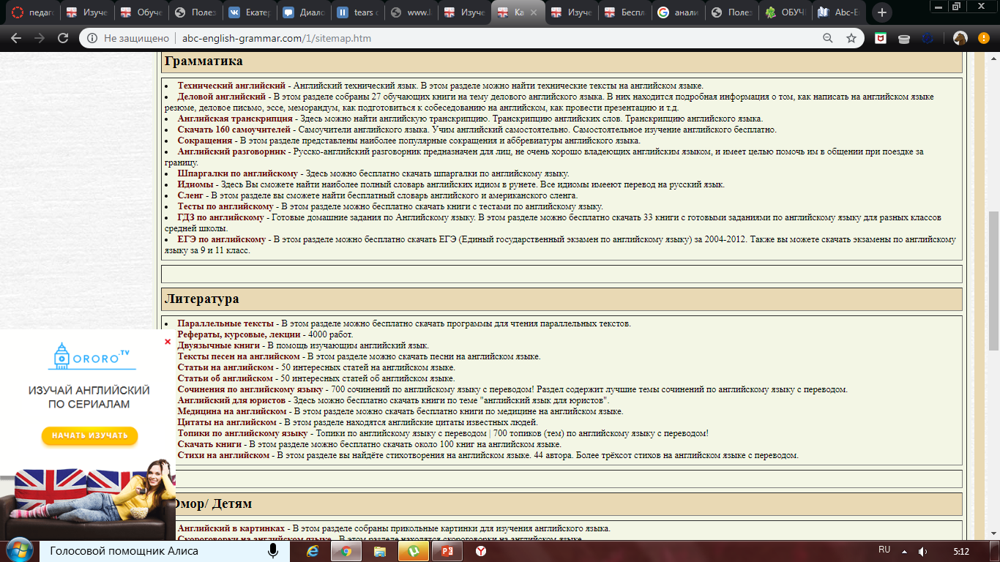 педаго
Изуче
Обуче
Полез
Екатер
Диало
tears o
www.l
Изуче
Ка
Изуче
Беспл
анали
Полез
ОБУЧ
Abc-E
Не защищено
abc-english-grammar.com/1/sitemap.htm
Грамматика
Технический английский - Английский технический язык. В этом разделе можно найти технические тексты на английском языке.
Деловой английский - В этом разделе собраны 27 обучающих книги на тему делового английского языка. В них находится подробная информация о том, как написать на английском языке
резюме, деловое письмо, эссе, меморандум, как подготовиться к собеседованию на английском, как провести презентацию и т.д.
Английская транскрипция - Здесь можно найти английскую транскрипцию. Транскрипцию английских слов. Транскрипцию английского языка.
Скачать 160 самоучителей - Самоучители английского языка. Учим английский самостоятельно. Самостоятельное изучение английского бесплатно.
Сокращения - В этом разделе представлены наиболее популярные сокращения и аббревиатуры английского языка.
Английский разговорник - Русско-английский разговорник предназначен для лиц, не очень хорошо владеющих английским языком, и имеет целью помочь им в общении при поездке за
границу.
Шпаргалки по английскому - Здесь можно бесплатно скачать шпаргалки по английскому языку.
Идиомы - Здесь Вы сможете найти наиболее полный словарь английских идиом в рунете. Все идиомы имееют перевод на русский язык.
Сленг - В этом разделе вы сможете найти бесплатный словарь английского и американского сленга.
Тесты по английскому - В этом разделе можно бесплатно скачать книги с тестами по английскому языку.
ГДЗ по английскому - Готовые домашние задания по Английскому языку. В этом разделе можно бесплатно скачать 33 книги с готовыми заданиями по английскому языку для разных классов
средней школы.
ЕГЭ по английскому - В этом разделе можно бесплатно скачать ЕГЭ (Единый государственный экзамен по английскому языку) за 2004-2012. Также вы можете скачать экзамены по английскому
языку за 9 и 11 класс.
Литература
Параллельные тексты - В этом разделе можно бесплатно скачать программы для чтения параллельных текстов.
Рефераты, курсовые, лекции - 4000 работ.
Двуязычные книги - В помощь изучающим английский язык.
Тексты песен на английском - В этом разделе можно скачать песни на английском языке.
Статьи на английском - 50 интересных статей на английском языке.
Статьи об английском - 50 интересных статей об английском языке.
Сочинения по английскому языку - 700 сочинений по английскому языку с переводом! Раздел содержит лучшие темы сочинений по английскому языку с переводом.
Английский для юристов - Здесь можно бесплатно скачать книги по теме "английский язык для юристов".
Медицина на английском - В этом разделе можно скачать бесплатно книги по медицине на английском языке.
Цитаты на английском - В этом разделе находятся английские цитаты известных людей.
Топики по английскому языку - Топики по английскому языку с переводом | 700 топиков (тем) по английскому языку с переводом!
Скачать книги - В этом разделе можно бесплатно скачать около 100 книг на английском языке.
Стихи на английском - В этом разделе вы найдёте стихотворения на английском языке. 44 автора. Более трёхсот стихов на английском языке с переводом.
Юмор/ Детям
Английский в картинках - В этом разделе собраны прикольные картинки для изучения английского языка.
Скороговорки на английском языке - В этом разделе находятся скороговорки на английском языке.
ORORO.TV
ИЗУЧАЙ АНГЛИЙСКИЙ
ПО СЕРИАЛАМ
НАЧАТЬ ИЗУЧАТЬ
Голосовой помощник Алиса
RU
5:12